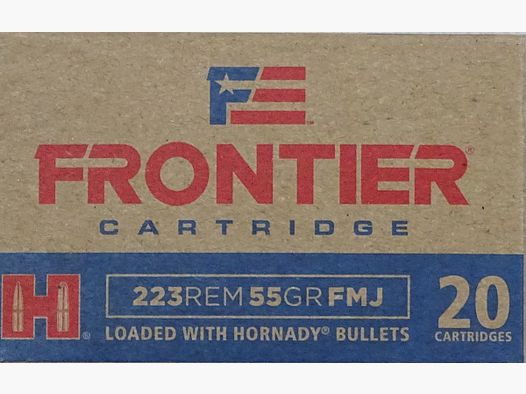 FRONTIER®
CARTRIDGE
H®
223REM 55GR FMJ
LOADED WITH HORNADY® BULLETS
20
CARTRIDGES